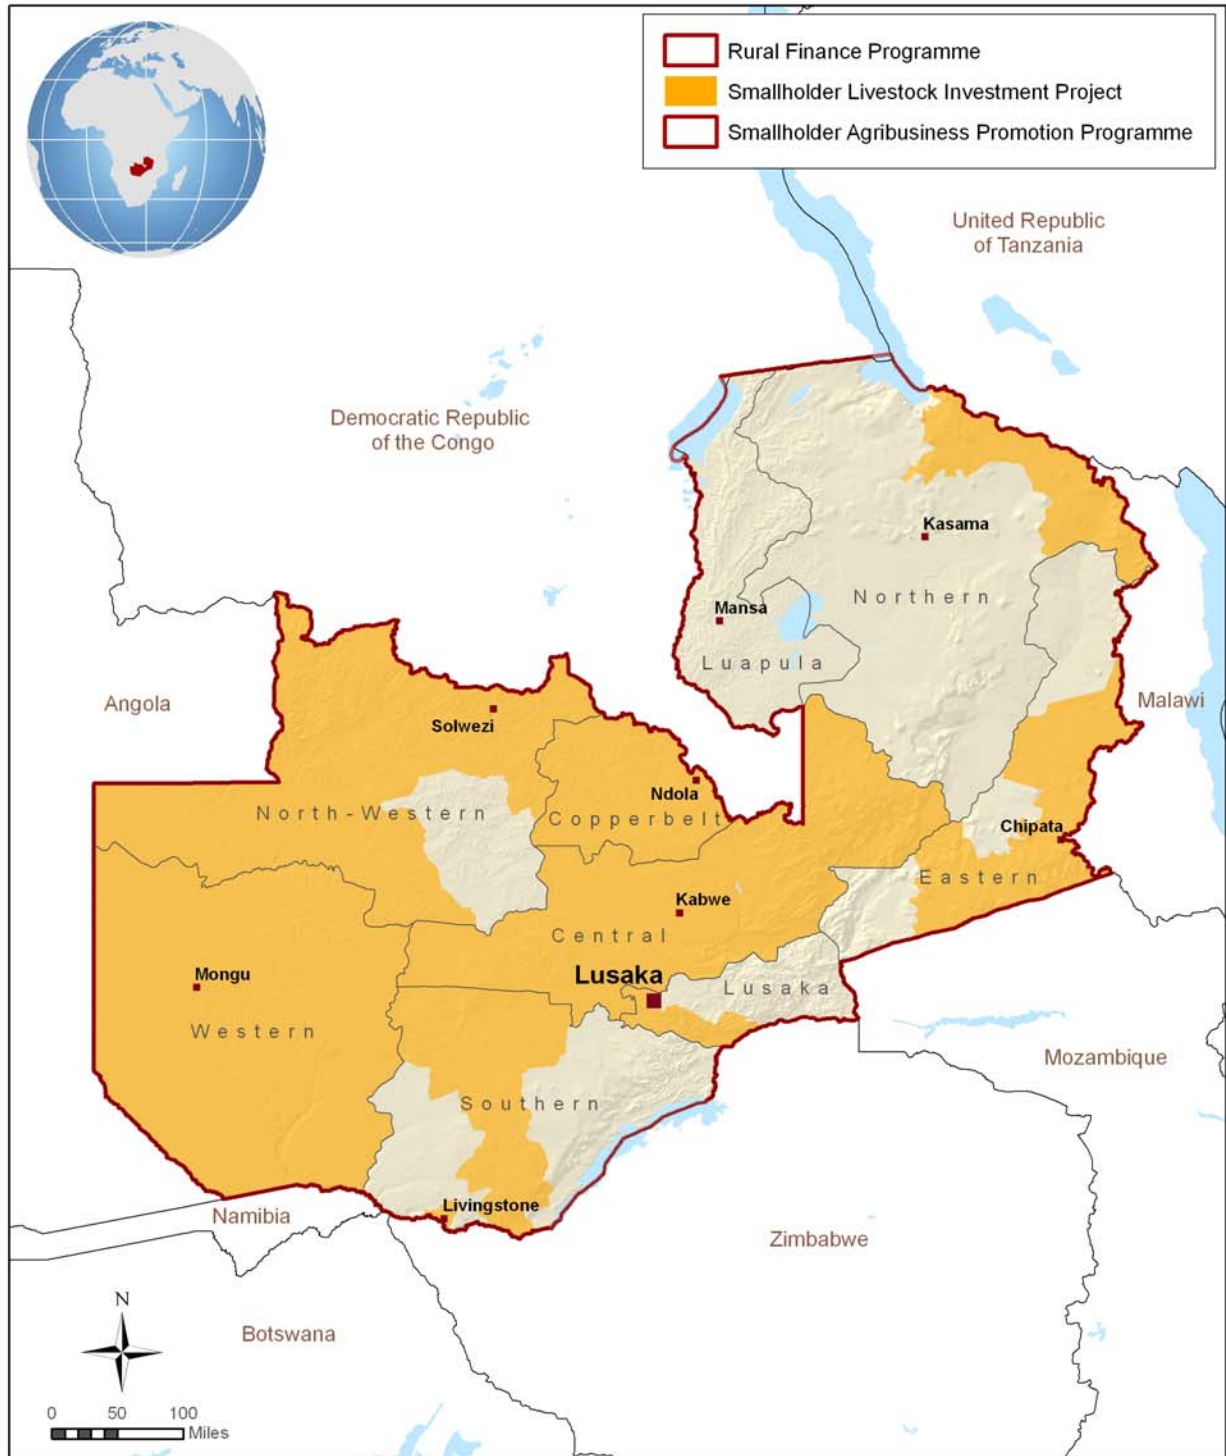 Rural Finance Programme
Smallholder Livestock Investment Project
Smallholder Agribusiness Promotion Programme
United Republic
of Tanzania
Democratic Republic
of the Congo
Kasama
Northern
Mansa
Luapula
Angola
Malawi
Solwezi
Ndola
North-Western
Copperbelt
Chipata
Eastern
Kabwe
Central
Lusaka
Lusaka
Mongu
Western
Mozambique
Southern
Livingstone
Namibia
Zimbabwe
N
Botswana
0 50 100
Miles